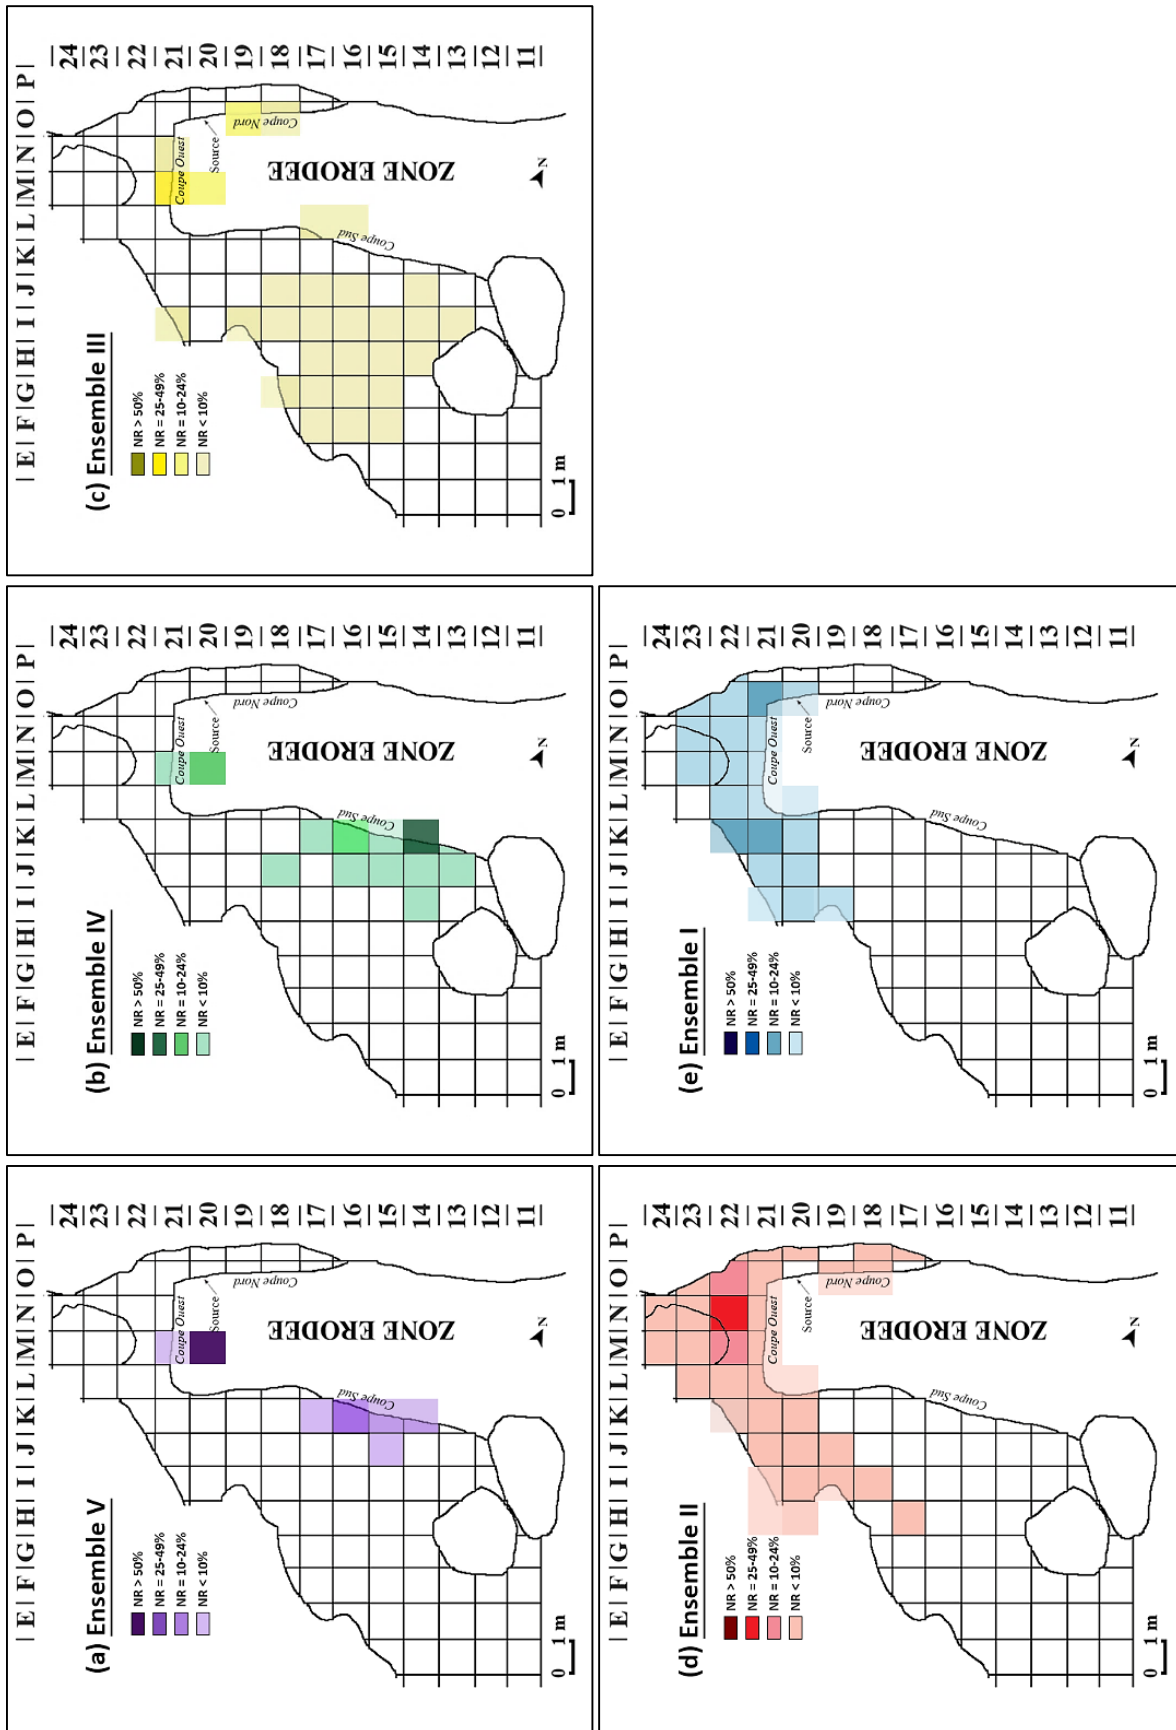 |E|F|G|H|I|J|K|L|M|N|O|P|
(a) Ensemble V
NR > 50%
NR = 25-49%
NR = 10-24%
NR < 10%
24
23
22
21
20
19
18
17
16
15
14
13
12
11
Coupe Ouest
Source
Coupe Nord
Coupe Sud
ZONE ERODEE
N
0 1 m
|E|F|G|H|I|J|K|L|M|N|O|P|
(b) Ensemble IV
NR > 50%
NR = 25-49%
NR = 10-24%
NR < 10%
24
23
22
21
20
19
18
17
16
15
14
13
12
11
Coupe Ouest
Source
Coupe Nord
Coupe Sud
ZONE ERODEE
N
0 1 m
|E|F|G|H|I|J|K|L|M|N|O|P|
(c) Ensemble III
NR > 50%
NR = 25-49%
NR = 10-24%
NR < 10%
24
23
22
21
20
19
18
17
16
15
14
13
12
11
Coupe Ouest
Source
Coupe Nord
Coupe Sud
ZONE ERODEE
N
0 1 m
|E|F|G|H|I|J|K|L|M|N|O|P|
(d) Ensemble II
NR > 50%
NR = 25-49%
NR = 10-24%
NR < 10%
24
23
22
21
20
19
18
17
16
15
14
13
12
11
Coupe Ouest
Source
Coupe Nord
Coupe Sud
ZONE ERODEE
N
0 1 m
|E|F|G|H|I|J|K|L|M|N|O|P|
(e) Ensemble I
NR > 50%
NR = 25-49%
NR = 10-24%
NR < 10%
24
23
22
21
20
19
18
17
16
15
14
13
12
11
Coupe Ouest
Source
Coupe Nord
Coupe Sud
ZONE ERODEE
N
0 1 m